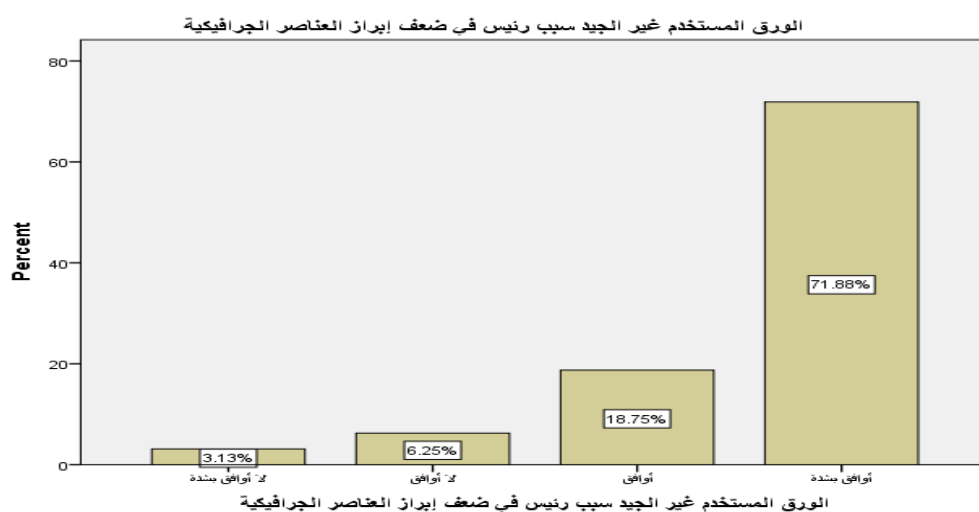 الورق المستخدم غير الجيد سبب رئيس في ضعف إبراز العناصر الجرافيكية
80
60
40
20
0
Percent
3.13%
6.25%
18.75%
71.88%
لا أوافق بشدة
لا أوافق
أوافق
أوافق بشدة
الورق المستخدم غير الجيد سبب رئيس في ضعف إبراز العناصر الجرافيكية